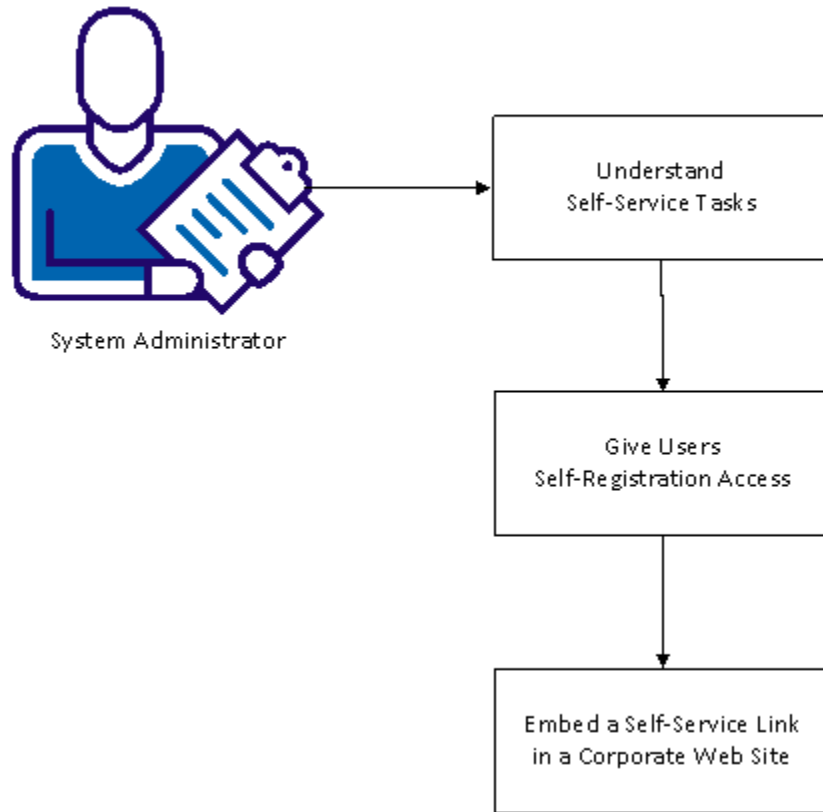 Understand
Self-Service Tasks
System Administrator
Give Users
Self-Registration Access
Embed a Self-Service Link
in a Corporate Web Site